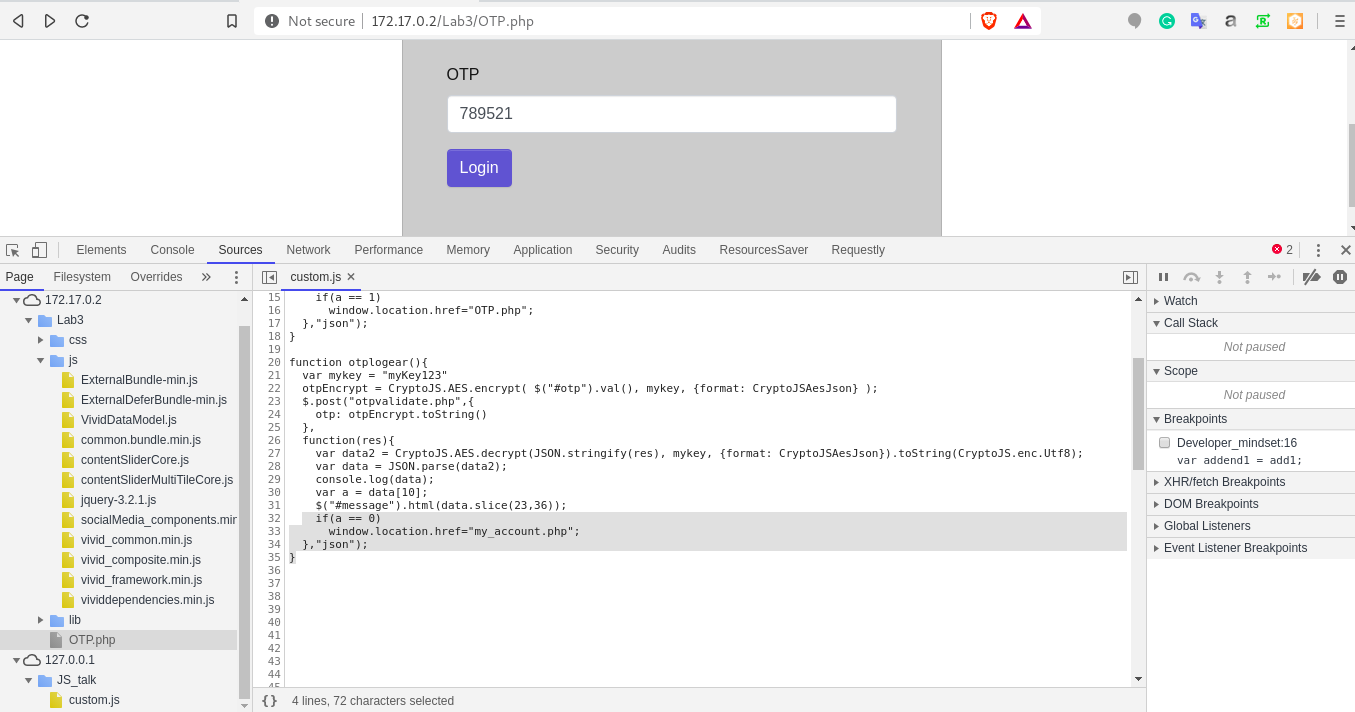 Not secure 172.17.0.2/Lab3/OTP.php
OTP
789521
Login
Elements Console Sources Network Performance Memory Application Security Audits ResourcesSaver Requestly 2
Page Filesystem Overrides » custom.js ×
172.17.0.2
Lab3
css
js
ExternalBundle-min.js
ExternalDeferBundle-min.js
VividDataModel.js
common.bundle.min.js
contentSliderCore.js
contentSliderMultiTileCore.js
jquery-3.2.1.js
socialMedia_components.min
vivid_common.min.js
vivid_composite.min.js
vivid_framework.min.js
vividdependencies.min.js
lib
OTP.php
127.0.0.1
JS_talk
custom.js
15 if(a == 1)
16 window.location.href="OTP.php";
17 },"json");
18 }
19
20 function otplogear(){
21 var mykey = "myKey123"
22 otpEncrypt = CryptoJS.AES.encrypt( $("#otp").val(), mykey, {format: CryptoJSAesJson} );
23 $.post("otpvalidate.php",{
24 otp: otpEncrypt.toString()
25 },
26 function(res){
27 var data2 = CryptoJS.AES.decrypt(JSON.stringify(res), mykey, {format: CryptoJSAesJson}).toString(CryptoJS.enc.Utf8);
28 var data = JSON.parse(data2);
29 console.log(data);
30 var a = data[10];
31 $("#message").html(data.slice(23,36));
32 if(a == 0)
33 window.location.href="my_account.php";
34 },"json");
35 }
36
37
38
39
40
41
42
43
44
45
{} 4 lines, 72 characters selected
Watch
Call Stack
Not paused
Scope
Not paused
Breakpoints
Developer_mindset:16
var addend1 = add1;
XHR/fetch Breakpoints
DOM Breakpoints
Global Listeners
Event Listener Breakpoints